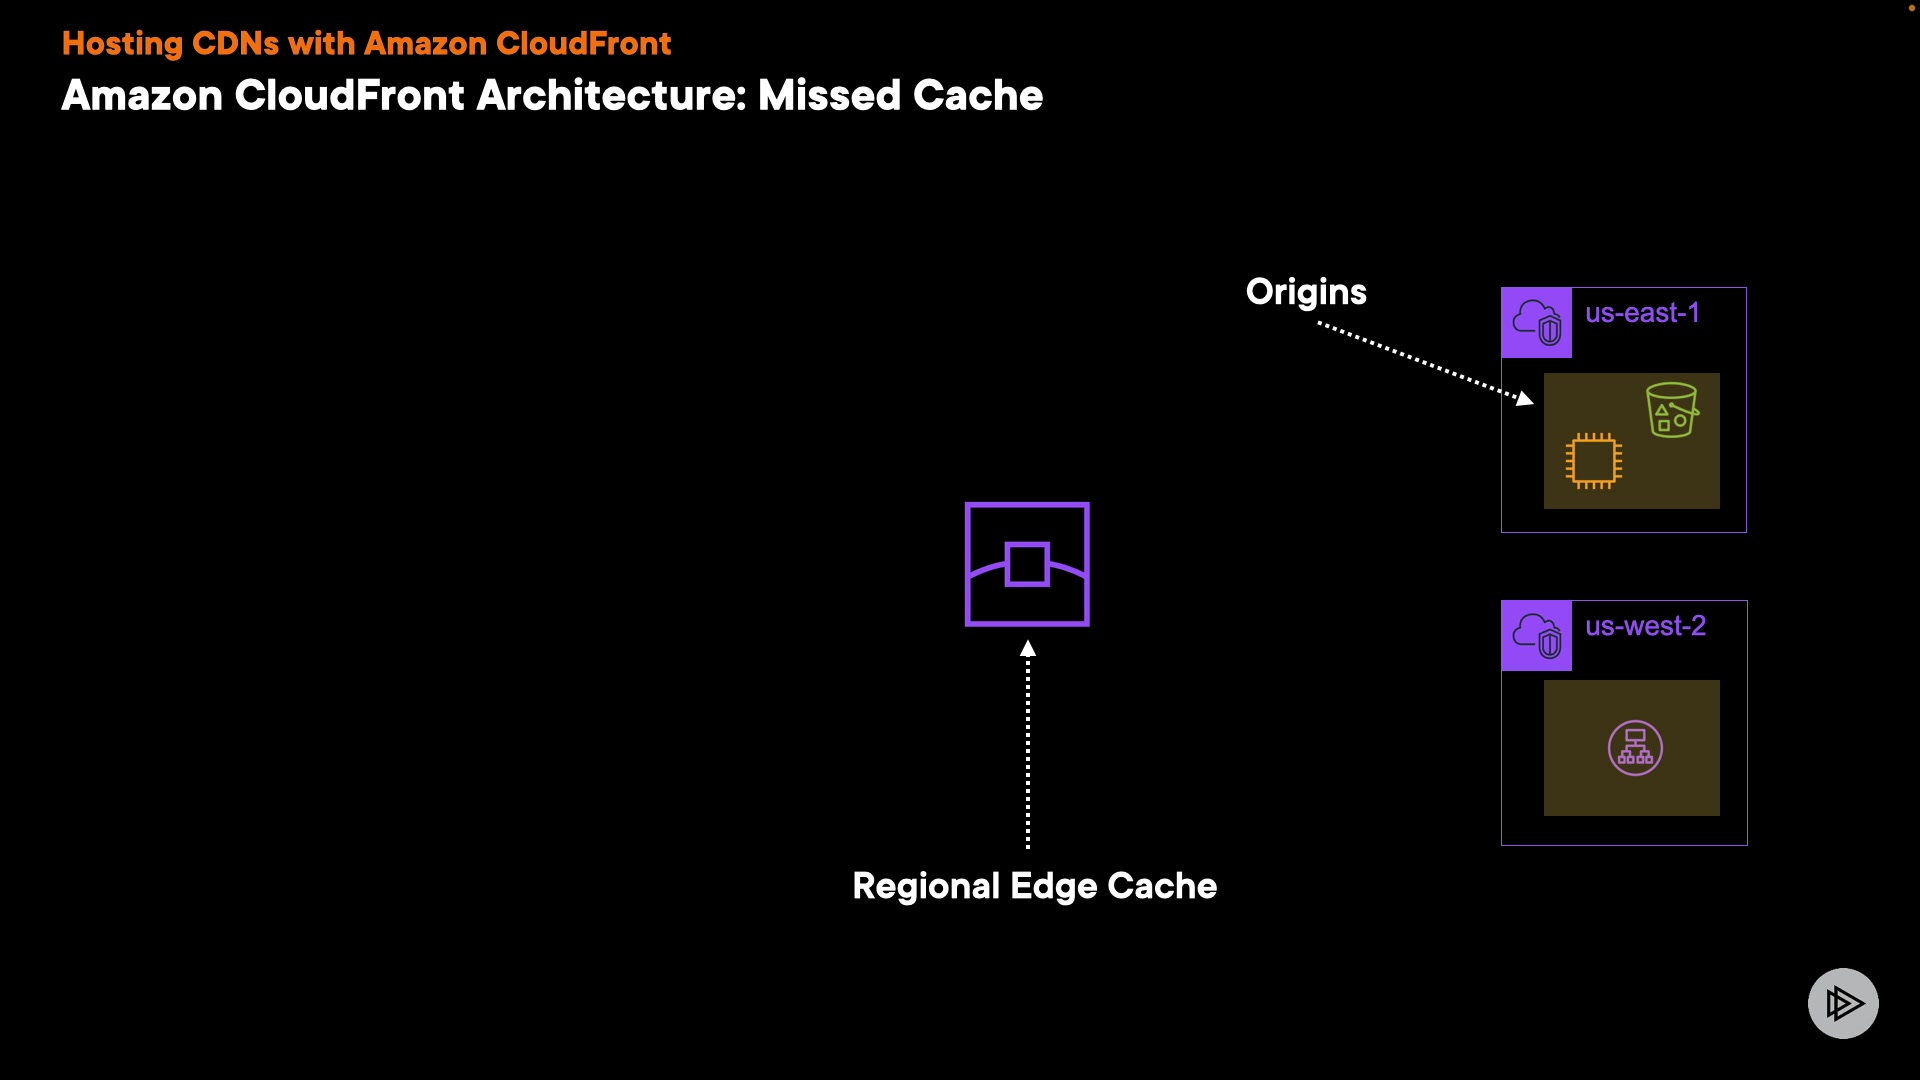 Hosting CDNs with Amazon CloudFront
Amazon CloudFront Architecture: Missed Cache
Origins
us-east-1
us-west-2
Regional Edge Cache